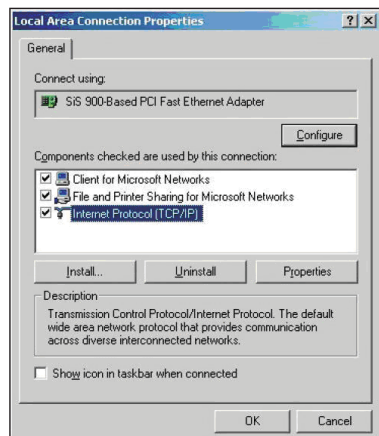 Local Area Connection Properties
General
Connect using:
SiS 900-Based PCI Fast Ethernet Adapter
Configure
Components checked are used by this connection:
Client for Microsoft Networks
File and Printer Sharing for Microsoft Networks
Internet Protocol (TCP/IP)
Install...
Uninstall
Properties
Description
Transmission Control Protocol/Internet Protocol. The default
wide area network protocol that provides communication
across diverse interconnected networks.
Show icon in taskbar when connected
OK
Cancel